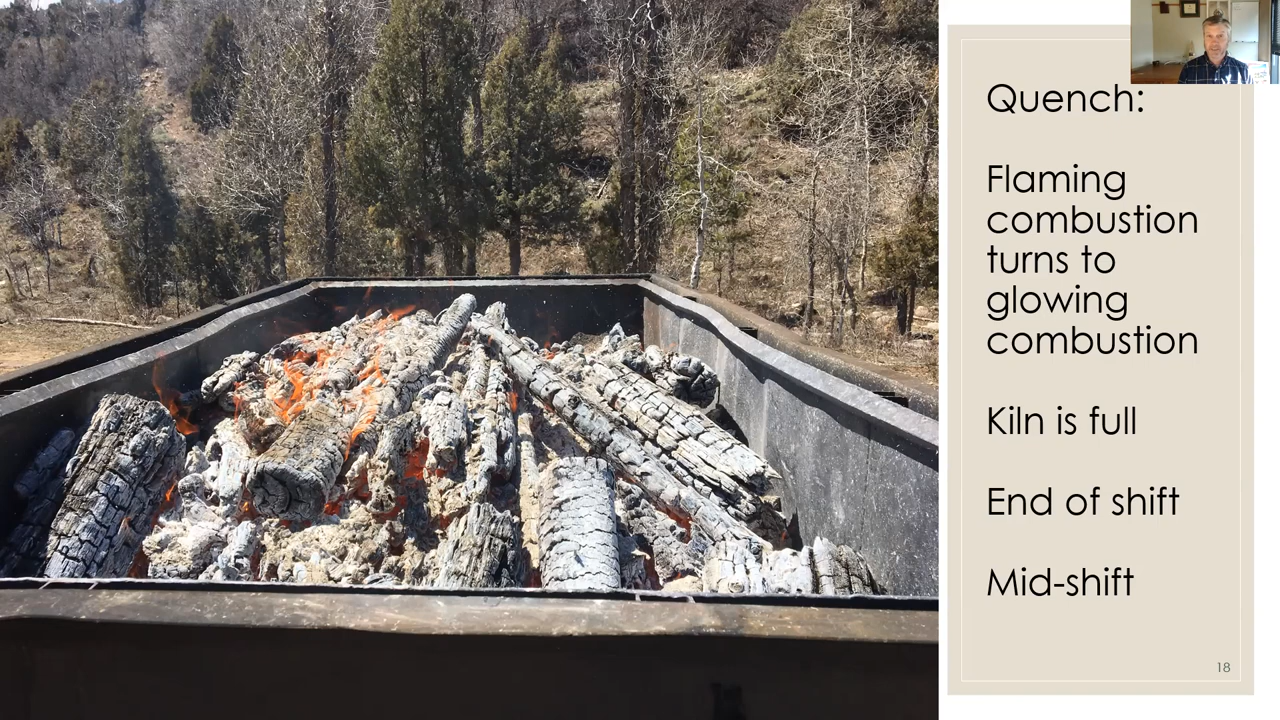 Quench:
Flaming
combustion
turns to
glowing
combustion
Kiln is full
End of shift
Mid-shift
18